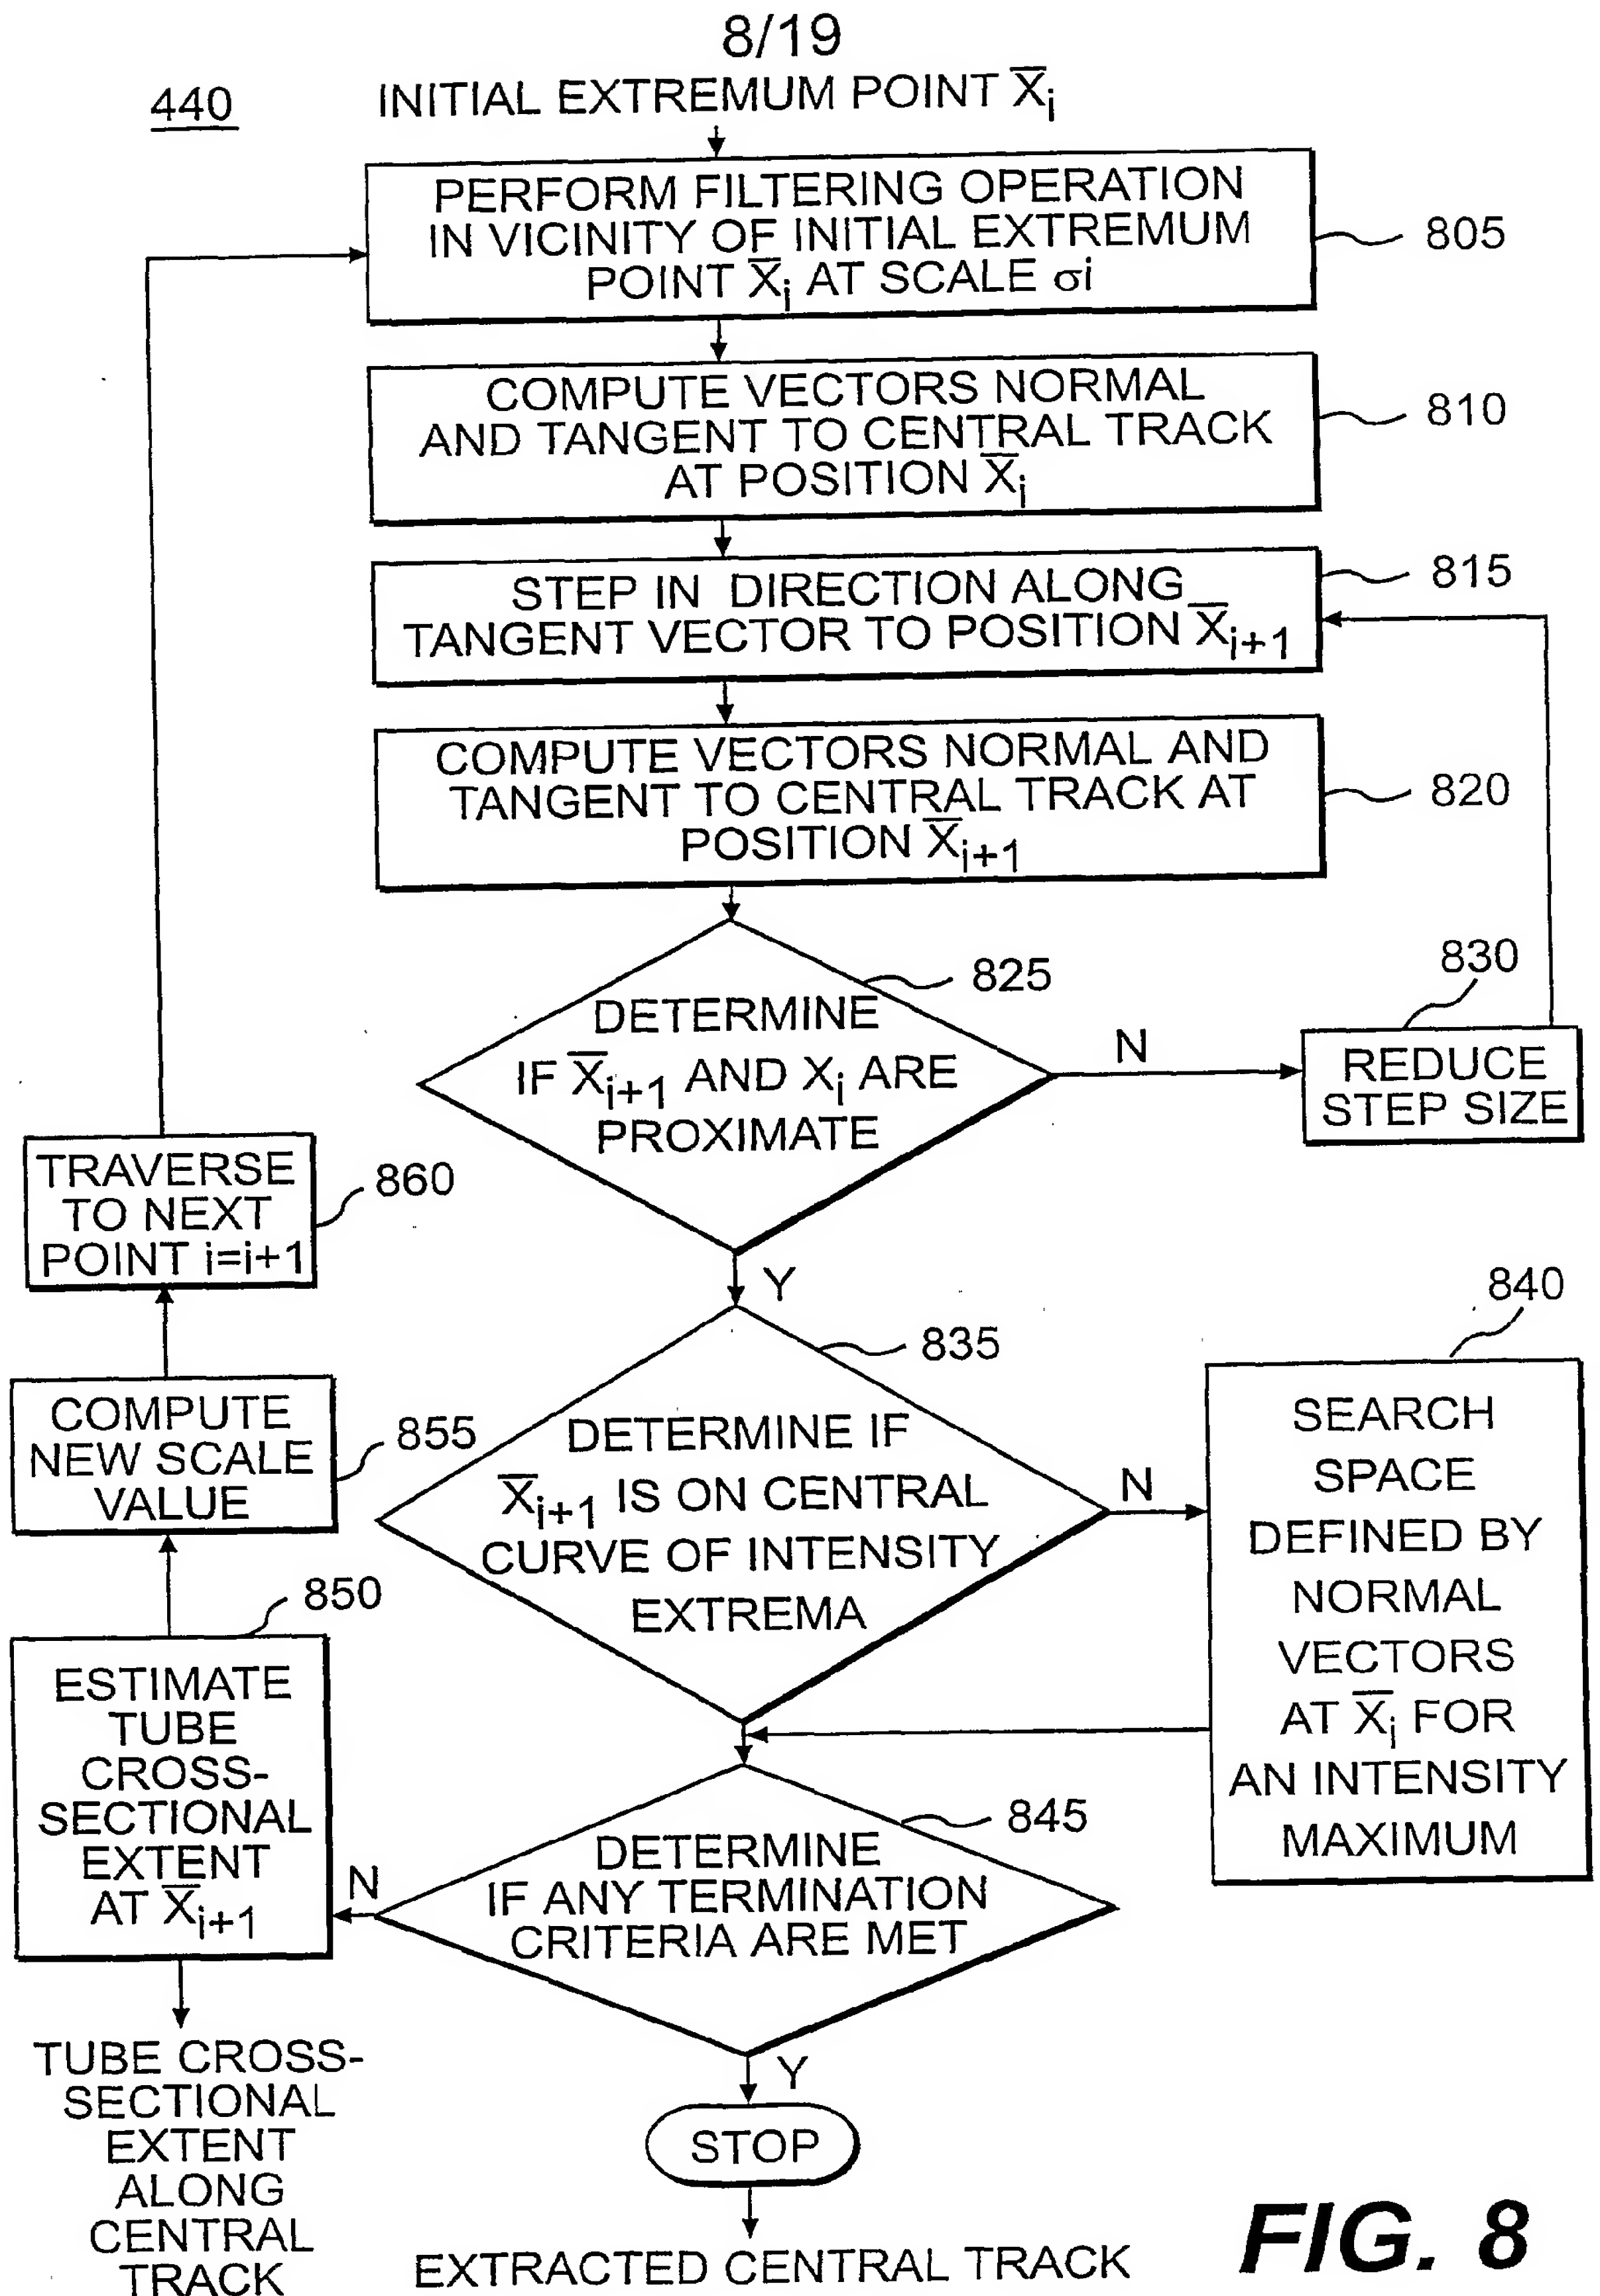 8/19
440
INITIAL EXTREMUM POINT X̅i
PERFORM FILTERING OPERATION
IN VICINITY OF INITIAL EXTREMUM
POINT X̅i AT SCALE σi
805
COMPUTE VECTORS NORMAL
AND TANGENT TO CENTRAL TRACK
AT POSITION X̅i
810
STEP IN DIRECTION ALONG
TANGENT VECTOR TO POSITION X̅i+1
815
COMPUTE VECTORS NORMAL AND
TANGENT TO CENTRAL TRACK AT
POSITION X̅i+1
820
DETERMINE
IF X̅i+1 AND Xi ARE
PROXIMATE
825
N
830
REDUCE
STEP SIZE
Y
TRAVERSE
TO NEXT
POINT i=i+1
860
DETERMINE IF
X̅i+1 IS ON CENTRAL
CURVE OF INTENSITY
EXTREMA
835
N
840
SEARCH
SPACE
DEFINED BY
NORMAL
VECTORS
AT X̅i FOR
AN INTENSITY
MAXIMUM
COMPUTE
NEW SCALE
VALUE
855
850
ESTIMATE
TUBE
CROSS-
SECTIONAL
EXTENT
AT X̅i+1
N
DETERMINE
IF ANY TERMINATION
CRITERIA ARE MET
845
Y
STOP
TUBE CROSS-
SECTIONAL
EXTENT
ALONG
CENTRAL
TRACK
EXTRACTED CENTRAL TRACK
FIG. 8